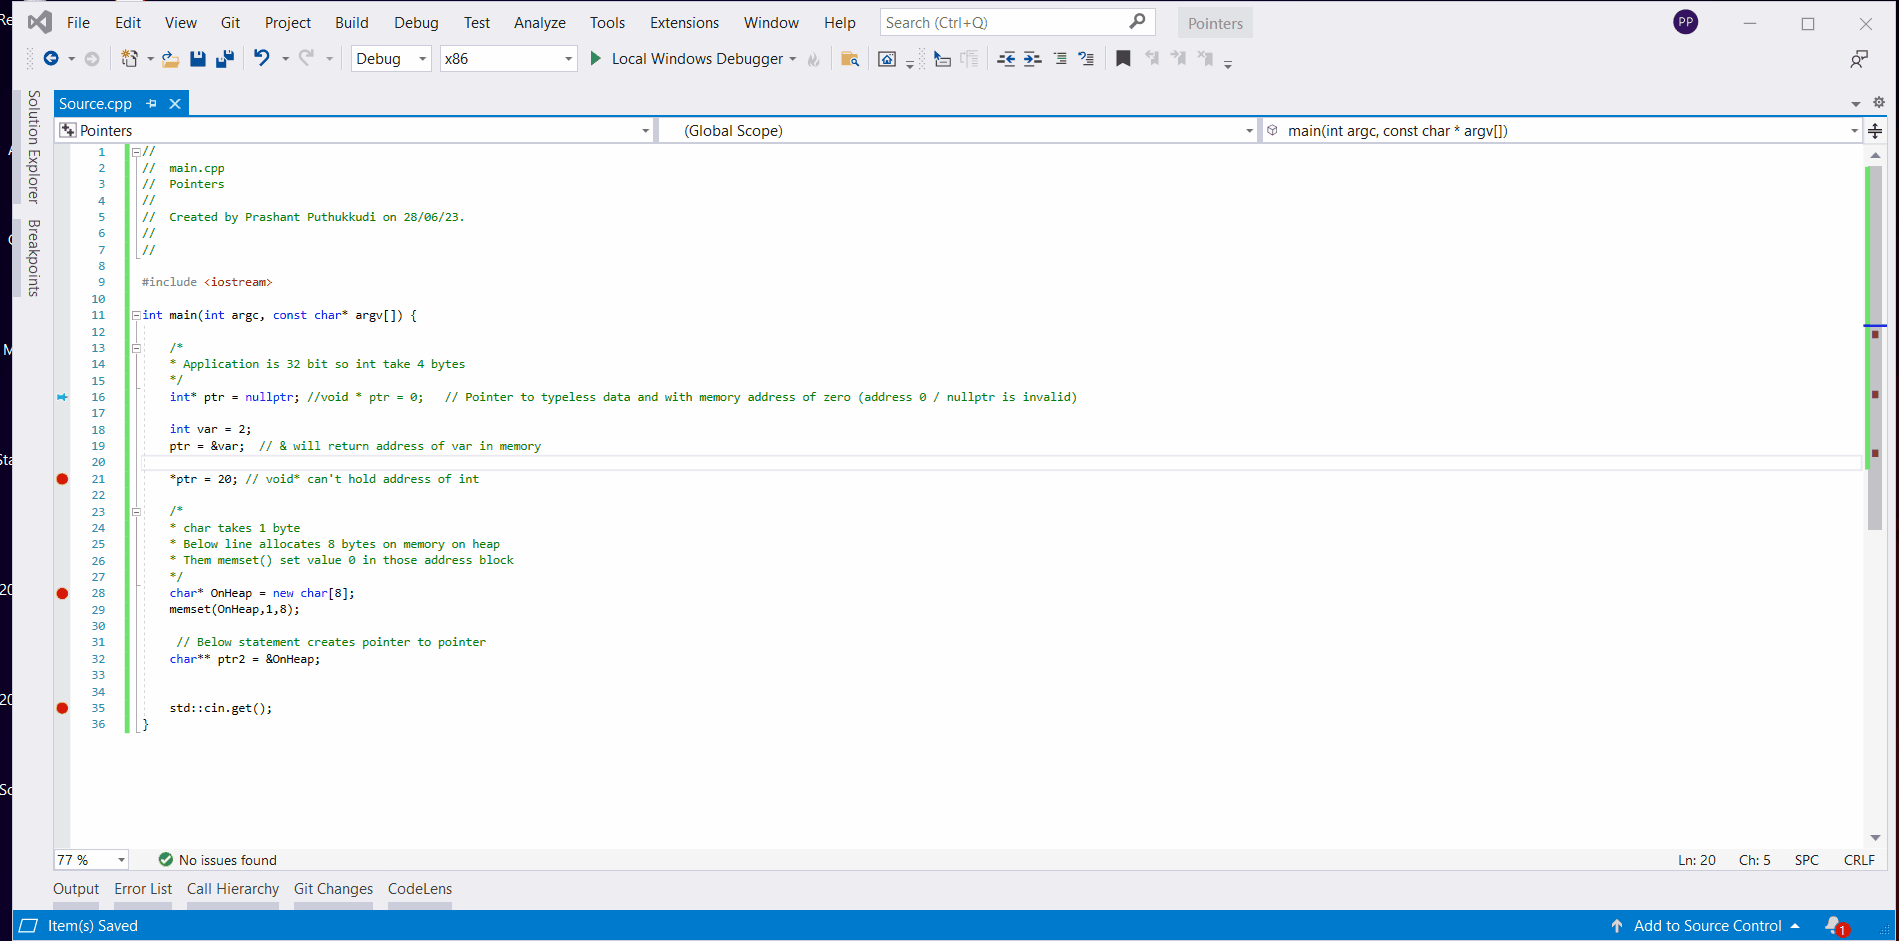 File Edit View Git Project Build Debug Test Analyze Tools Extensions Window Help Search (Ctrl+Q) Pointers PP
Debug x86 Local Windows Debugger
Solution Explorer
Breakpoints
Source.cpp
Pointers (Global Scope) main(int argc, const char * argv[])
1 //
2 // main.cpp
3 // Pointers
4 //
5 // Created by Prashant Puthukkudi on 28/06/23.
6 //
7 //
8
9 #include <iostream>
10
11 int main(int argc, const char* argv[]) {
12
13 /*
14 * Application is 32 bit so int take 4 bytes
15 */
16 int* ptr = nullptr; //void * ptr = 0; // Pointer to typeless data and with memory address of zero (address 0 / nullptr is invalid)
17
18 int var = 2;
19 ptr = &var; // & will return address of var in memory
20
21 *ptr = 20; // void* can't hold address of int
22
23 /*
24 * char takes 1 byte
25 * Below line allocates 8 bytes on memory on heap
26 * Them memset() set value 0 in those address block
27 */
28 char* OnHeap = new char[8];
29 memset(OnHeap,1,8);
30
31 // Below statement creates pointer to pointer
32 char** ptr2 = &OnHeap;
33
34
35 std::cin.get();
36 }
77 % No issues found Ln: 20 Ch: 5 SPC CRLF
Output Error List Call Hierarchy Git Changes CodeLens
Item(s) Saved Add to Source Control 1